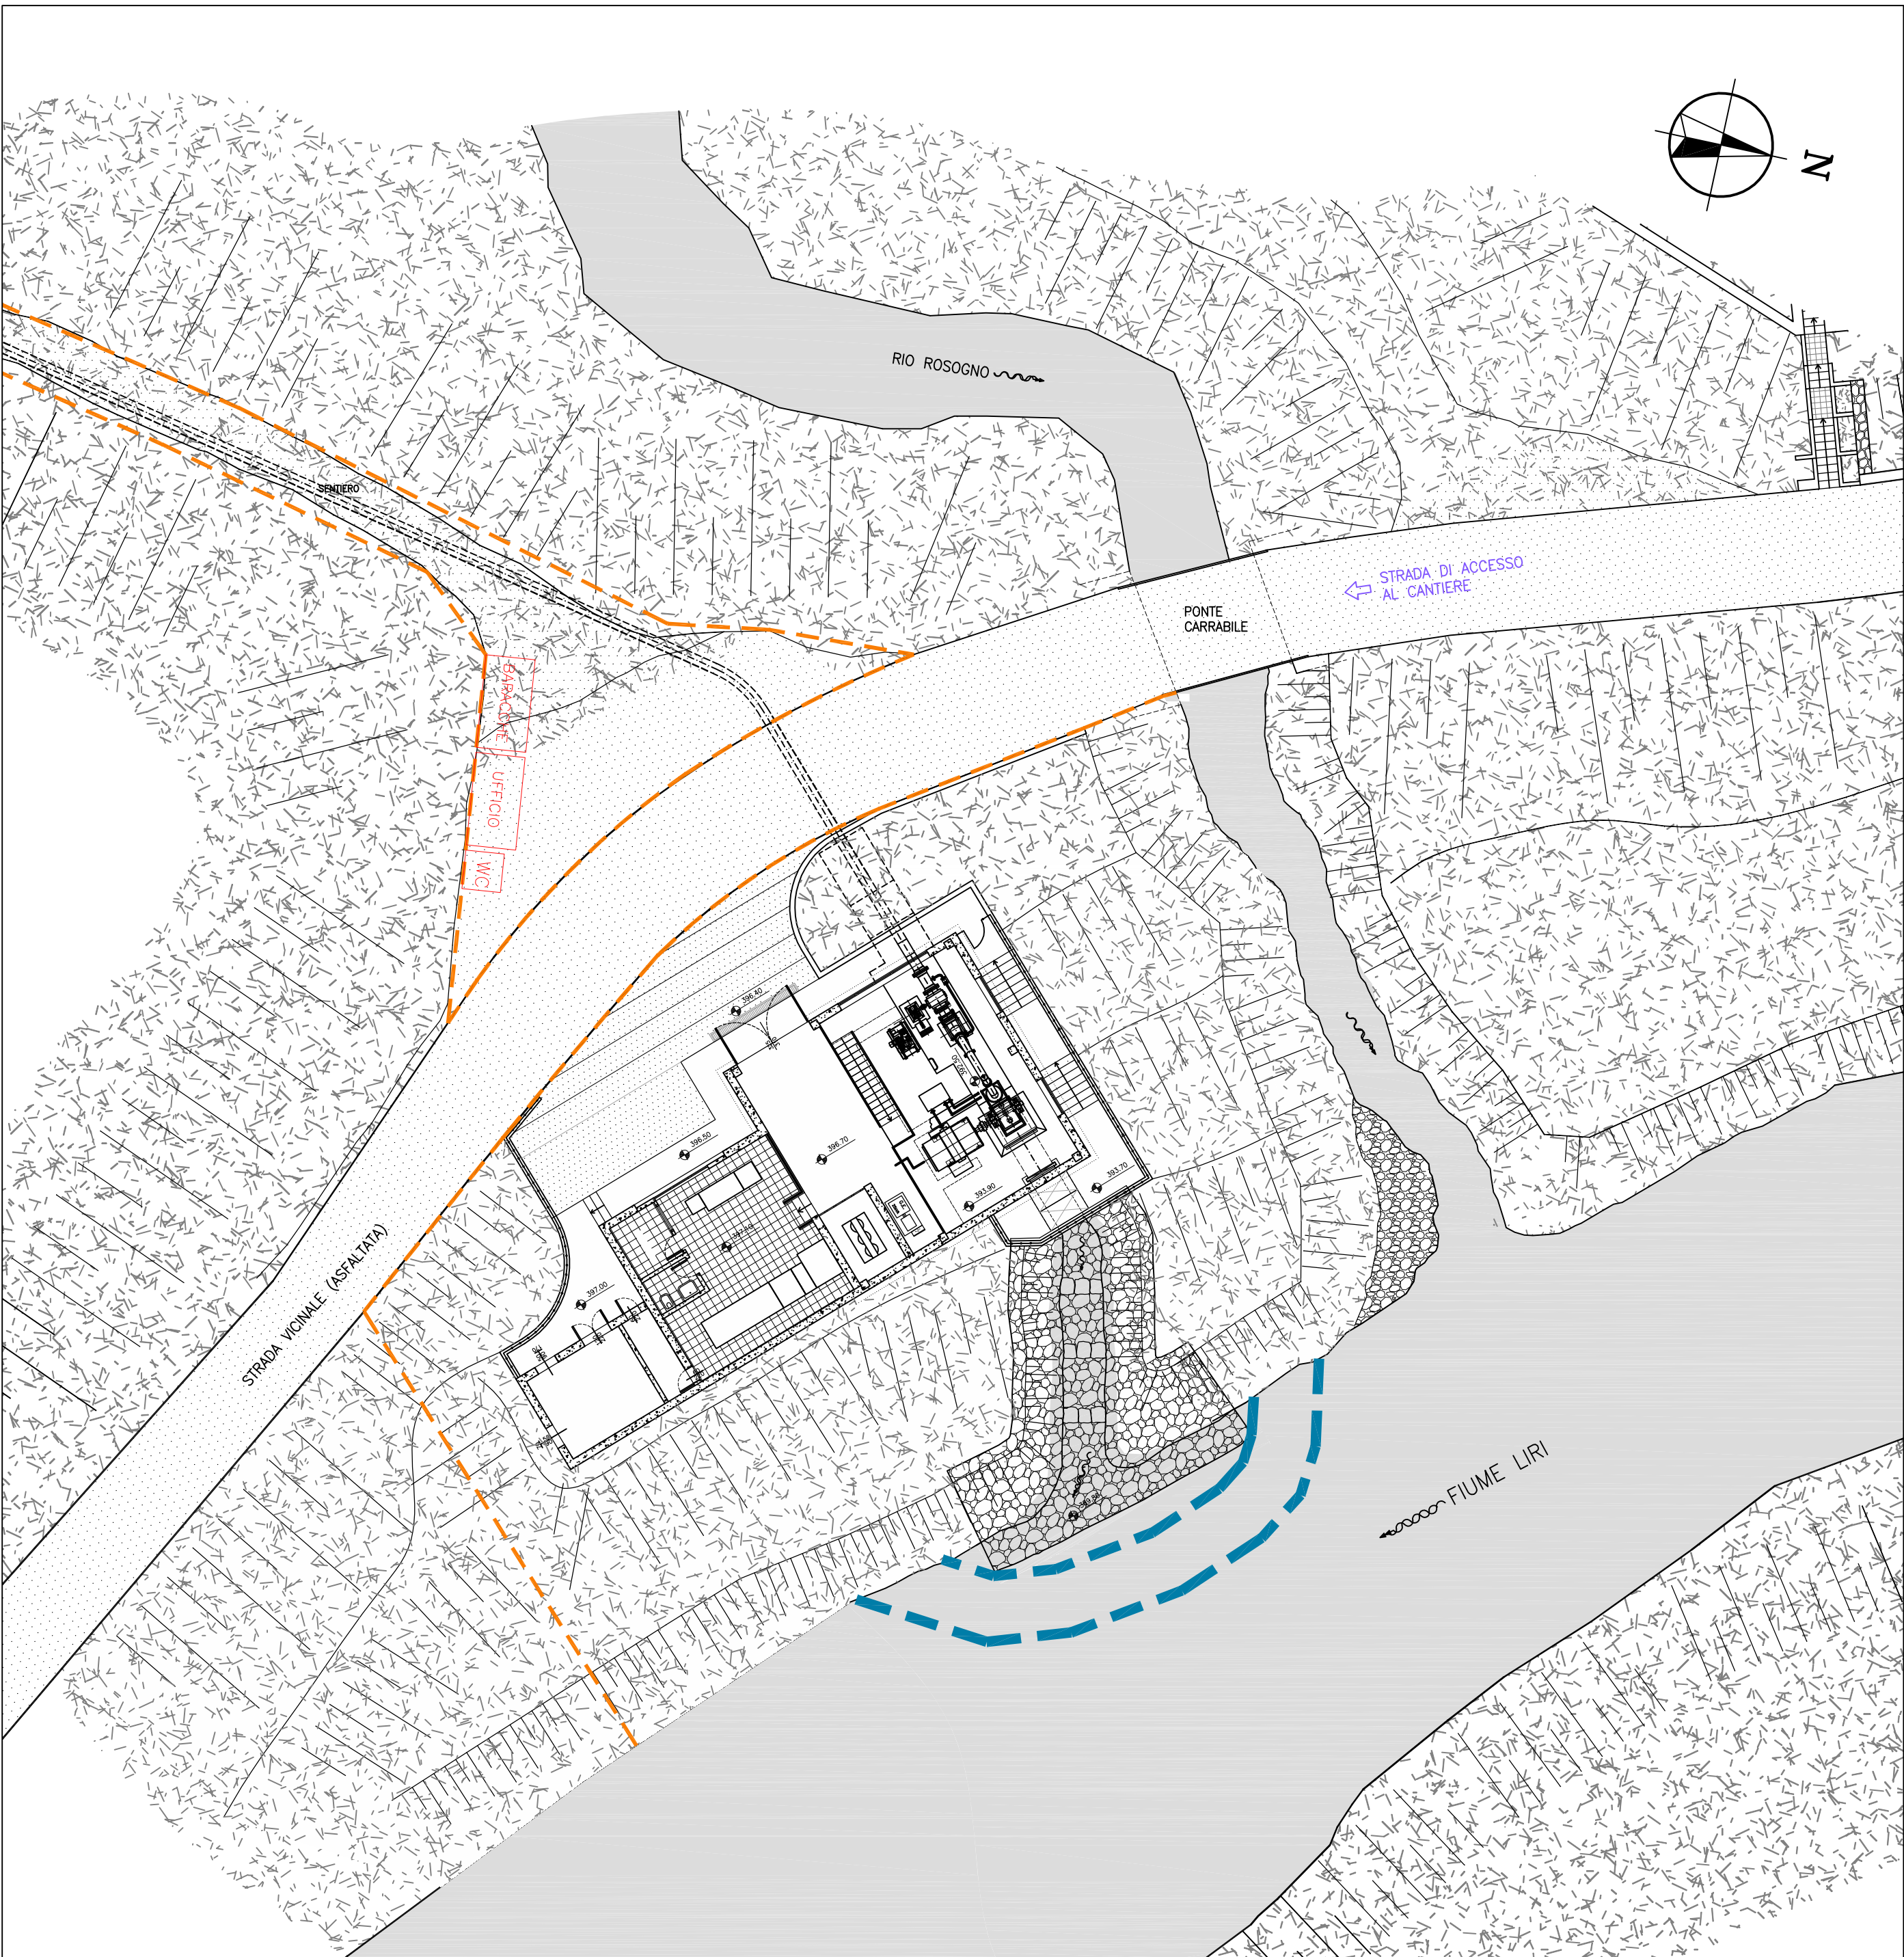 N
RIO ROSOGNO
SENTIERO
STRADA DI ACCESSO
AL CANTIERE
PONTE
CARRABILE
BARACCHE
UFFICIO
WC
396.40
396.50
396.70
393.90
393.70
397.00
STRADA VICINALE (ASFALTATA)
FIUME LIRI